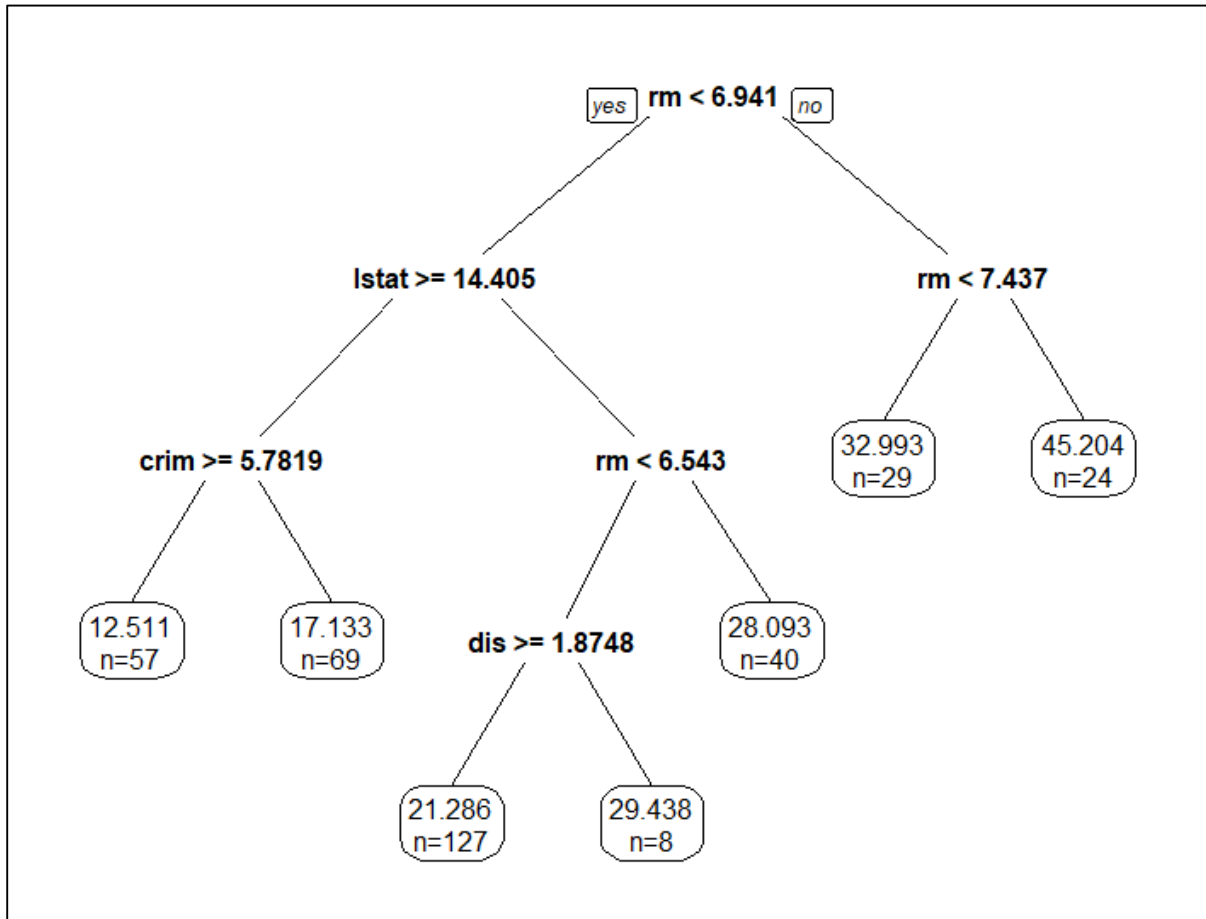 yes rm < 6.941 no
lstat >= 14.405
rm < 7.437
crim >= 5.7819
rm < 6.543
32.993
n=29
45.204
n=24
12.511
n=57
17.133
n=69
dis >= 1.8748
28.093
n=40
21.286
n=127
29.438
n=8